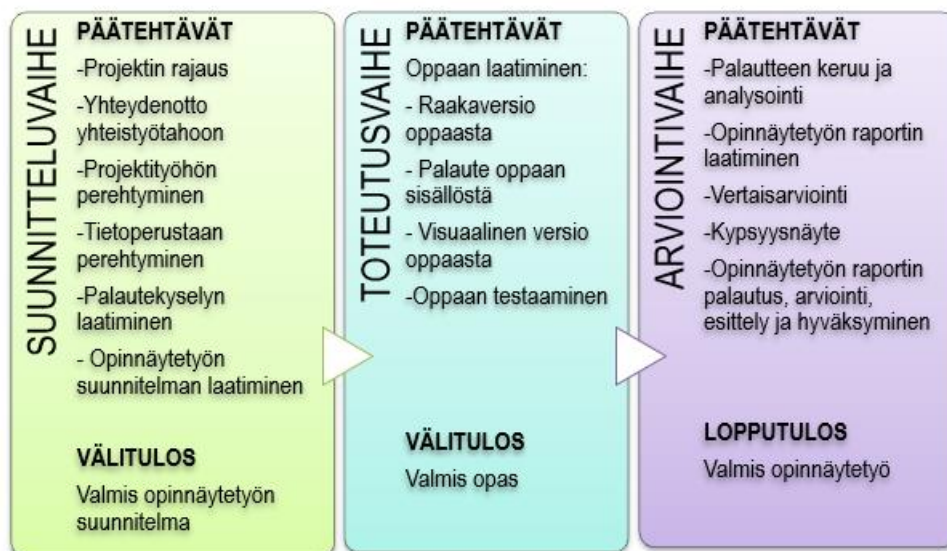 SUUNNITTELUVAIHE
PÄÄTEHTÄVÄT
-Projektin rajaus
-Yhteydenotto
yhteistyötahoon
-Projektityöhön
perehtyminen
-Tietoperustaan
perehtyminen
-Palautekyselyn
laatiminen
- Opinnäytetyön
suunnitelman laatiminen
VÄLITULOS
Valmis opinnäytetyön
suunnitelma
TOTEUTUSVAIHE
PÄÄTEHTÄVÄT
Oppaan laatiminen:
- Raakaversio
oppaasta
- Palaute oppaan
sisällöstä
- Visuaalinen versio
oppaasta
-Oppaan testaaminen
VÄLITULOS
Valmis opas
ARVIOINTIVAIHE
PÄÄTEHTÄVÄT
-Palautteen keruu ja
analysointi
-Opinnäytetyön raportin
laatiminen
-Vertaisarviointi
-Kypsyysnäyte
-Opinnäytetyön raportin
palautus, arviointi,
esittely ja hyväksyminen
LOPPUTULOS
Valmis opinnäytetyö